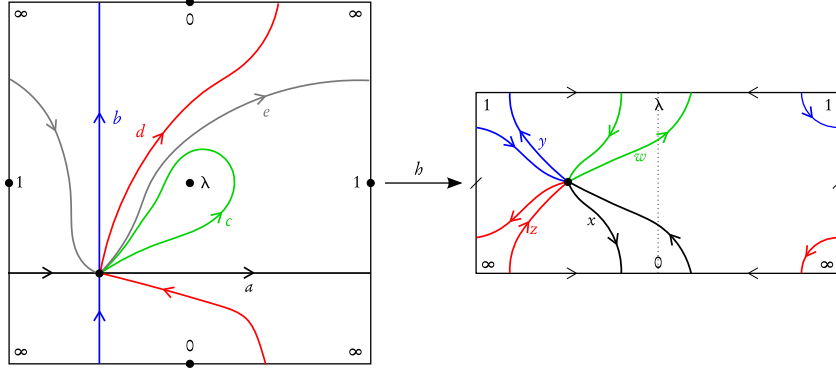 ∞ 0 ∞
b d e
1 λ 1
c
a
∞ 0 ∞
h
1 λ 1
y w
x z
∞ 0 ∞